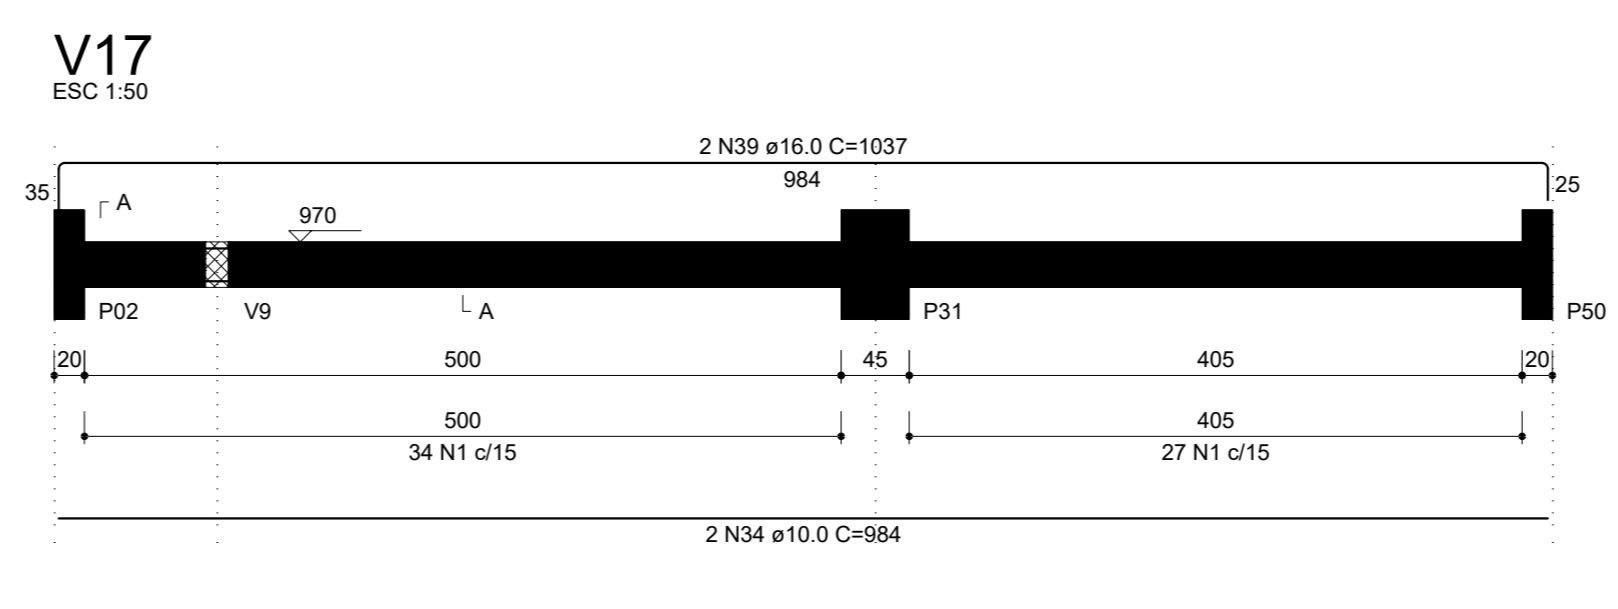 V17
ESC 1:50
2 N39 ø16.0 C=1037
984
35
25
A
970
P02
V9
A
P31
P50
20
500
45
405
20
500
405
34 N1 c/15
27 N1 c/15
2 N34 ø10.0 C=984